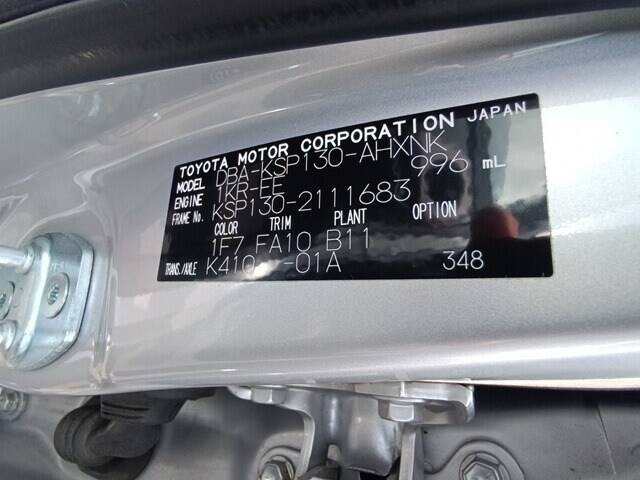 TOYOTA MOTOR CORPORATION JAPAN
MODEL DBA-KSP130-AHXNK
ENGINE 1KR-FE 996 mL
FRAME No. KSP130-2111683
COLOR TRIM PLANT OPTION
1F7 FA10 B11
TRANS./AXLE K410 -01A 348